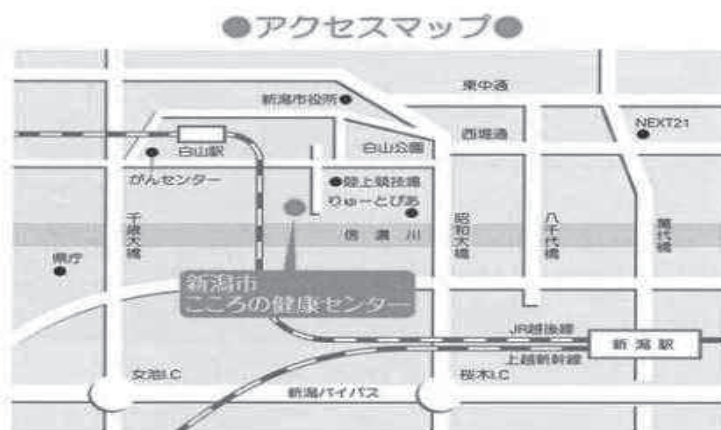 ●アクセスマップ●
東中通
新潟市役所
NEXT21
西堀通
白山駅
白山公園
がんセンター
陸上競技場
りゅーとぴあ
千歳大橋
昭和大橋
八千代橋
萬代橋
信濃川
県庁
新潟市
こころの健康センター
JR越後線
新潟駅
上越新幹線
女池I.C
桜木I.C
新潟バイパス